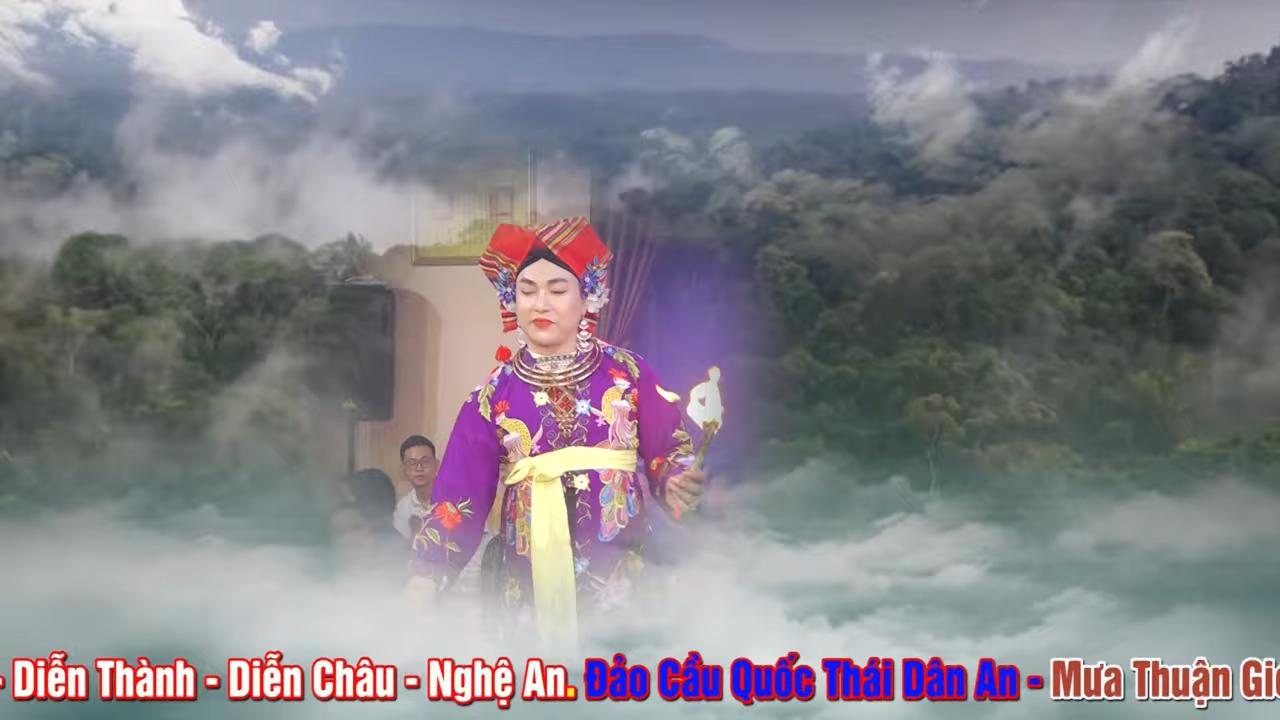 - Diễn Thành - Diễn Châu - Nghệ An. Đảo Cầu Quốc Thái Dân An - Mưa Thuận